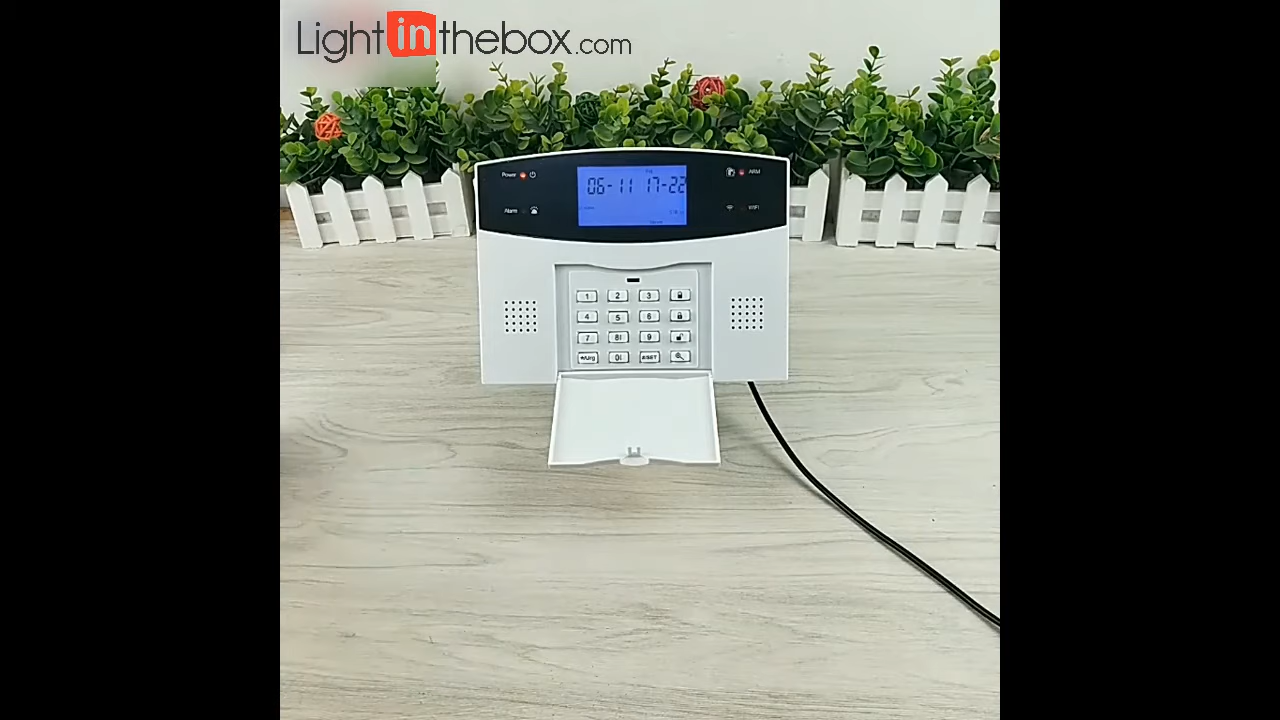 Lightinthebox.com
Power
ARM
06-11 17-22
Alarm
WIFI
1 2 3
4 5 6
7 8 9
*/Urg 0 #/SET